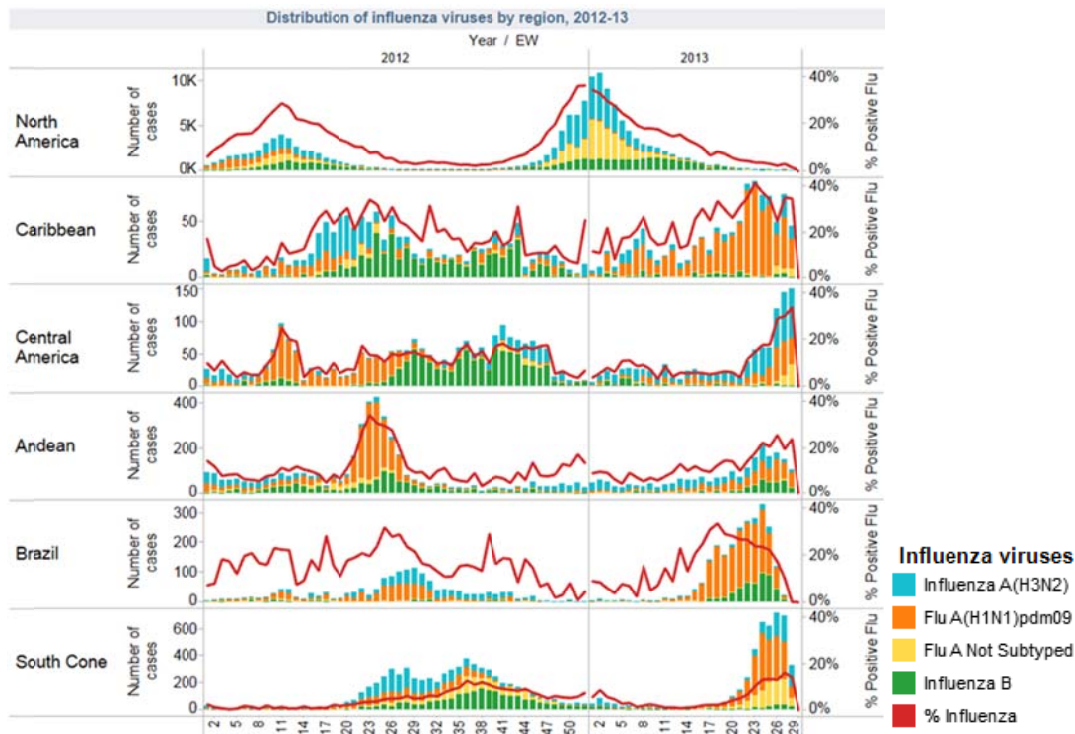 Distribution of influenza viruses by region, 2012-13
Year / EW
2012 2013
North America
Number of cases
10K
5K
0K
40%
20%
0%
% Positive Flu
Caribbean
Number of cases
50
0
40%
20%
0%
% Positive Flu
Central America
Number of cases
150
100
50
0
40%
20%
0%
% Positive Flu
Andean
Number of cases
400
200
0
40%
20%
0%
% Positive Flu
Brazil
Number of cases
300
200
100
0
40%
20%
0%
% Positive Flu
South Cone
Number of cases
600
400
200
0
40%
20%
0%
% Positive Flu
2 5 8 11 14 17 20 23 26 29 32 35 38 41 44 47 50 2 5 8 11 14 17 20 23 26 29
Influenza viruses
Influenza A(H3N2)
Flu A(H1N1)pdm09
Flu A Not Subtyped
Influenza B
% Influenza